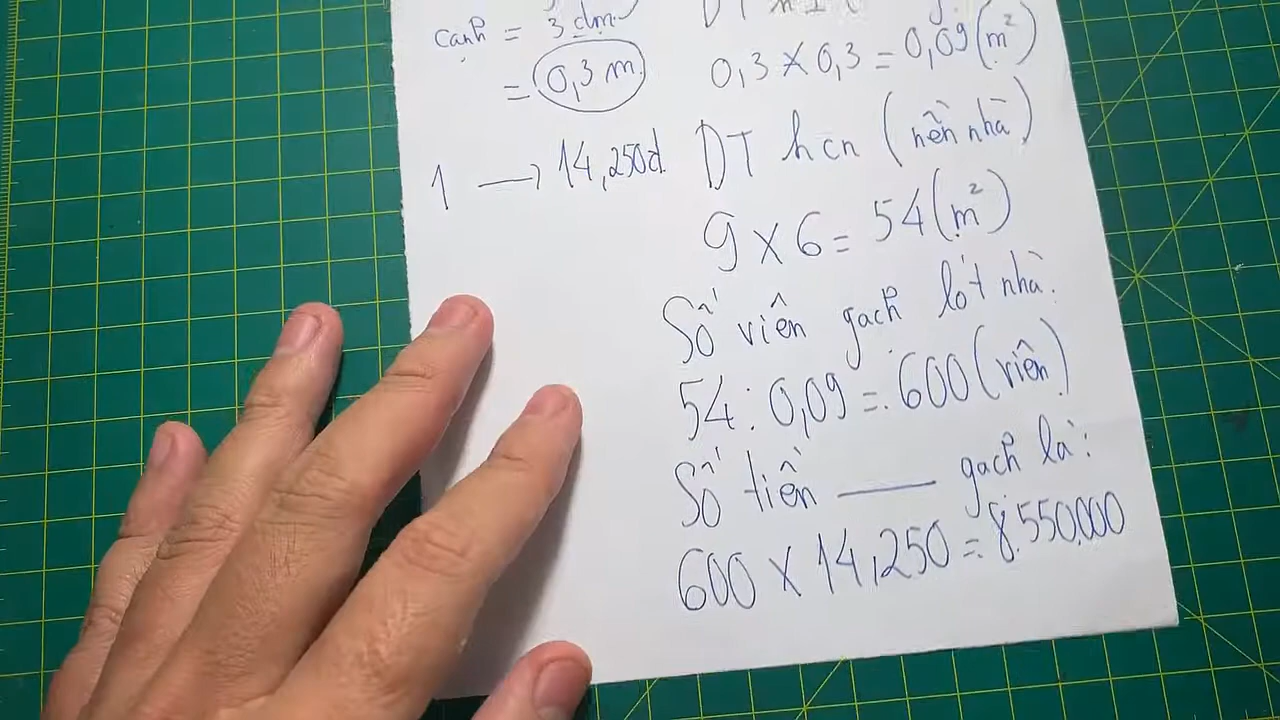 cạnh = 3 dm
= 0,3 m
1 → 14,250đ
DT
0,3 × 0,3 = 0,09 (m²)
DT hcn (nền nhà)
9 × 6 = 54 (m²)
Số viên gạch lót nhà:
54 : 0,09 = 600 (viên)
Số tiền —— gạch là:
600 × 14,250 = 8.550.000